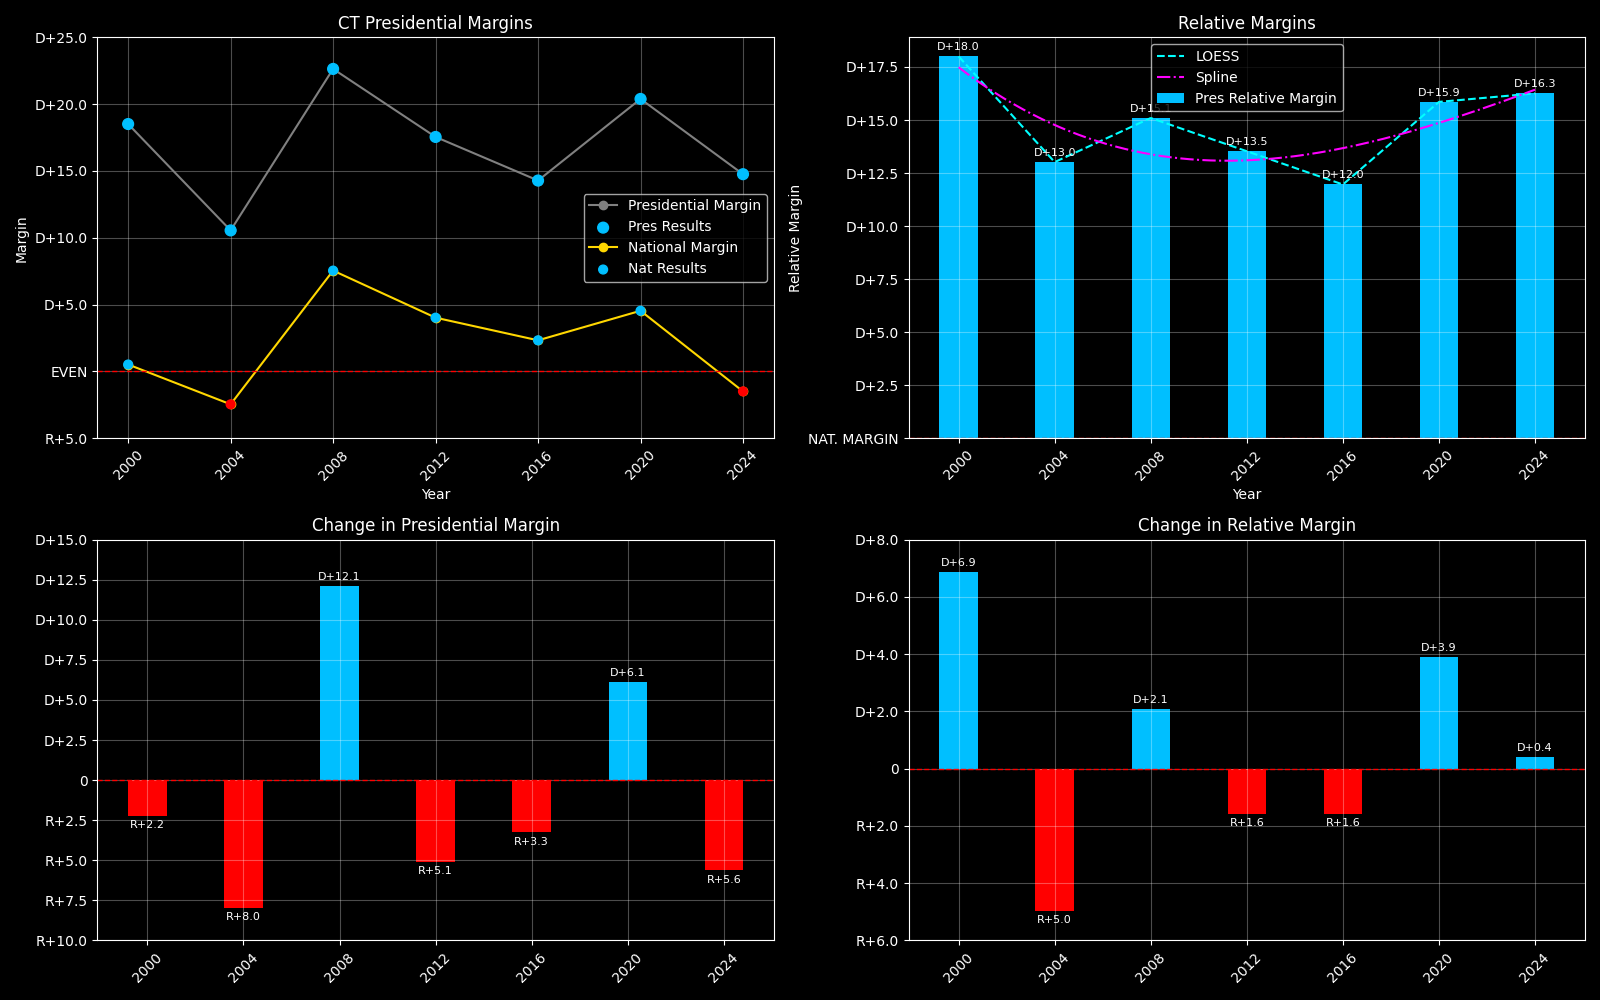 CT Presidential Margins
D+25.0
D+20.0
D+15.0
D+10.0
D+5.0
EVEN
R+5.0
Margin
Presidential Margin
Pres Results
National Margin
Nat Results
2000
2004
2008
2012
2016
2020
2024
Year
Relative Margins
D+17.5
D+15.0
D+12.5
D+10.0
D+7.5
D+5.0
D+2.5
NAT. MARGIN
Relative Margin
LOESS
Spline
Pres Relative Margin
D+18.0
D+13.0
D+13.5
D+12.0
D+15.9
D+16.3
2000
2004
2008
2012
2016
2020
2024
Year
Change in Presidential Margin
D+15.0
D+12.5
D+10.0
D+7.5
D+5.0
D+2.5
0
R+2.5
R+5.0
R+7.5
R+10.0
R+2.2
R+8.0
D+12.1
R+5.1
R+3.3
D+6.1
R+5.6
2000
2004
2008
2012
2016
2020
2024
Change in Relative Margin
D+8.0
D+6.0
D+4.0
D+2.0
0
R+2.0
R+4.0
R+6.0
D+6.9
R+5.0
D+2.1
R+1.6
R+1.6
D+3.9
D+0.4
2000
2004
2008
2012
2016
2020
2024